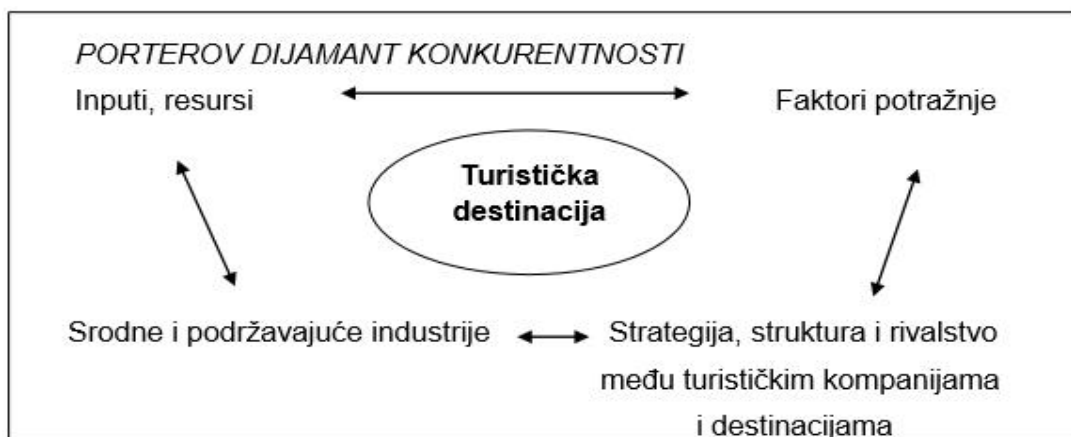 PORTEROV DIJAMANT KONKURENTNOSTI
Inputi, resursi
Faktori potražnje
Turistička
destinacija
Srodne i podržavajuće industrije
Strategija, struktura i rivalstvo
među turističkim kompanijama
i destinacijama